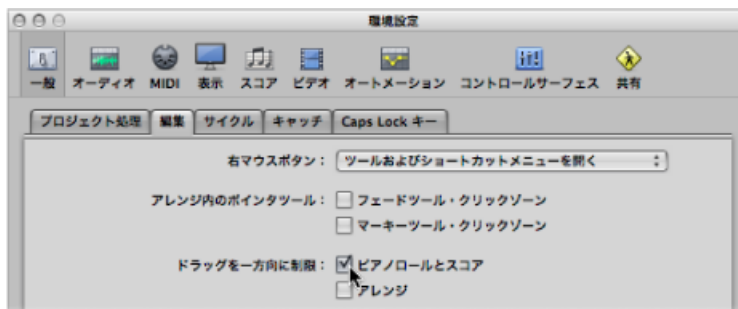 環境設定
一般 オーディオ MIDI 表示 スコア ビデオ オートメーション コントロールサーフェス 共有
プロジェクト処理 編集 サイクル キャッチ Caps Lock キー
右マウスボタン： ツールおよびショートカットメニューを開く
アレンジ内のポインタツール： フェードツール・クリックゾーン
マーキーツール・クリックゾーン
ドラッグを一方向に制限： ピアノロールとスコア
アレンジ